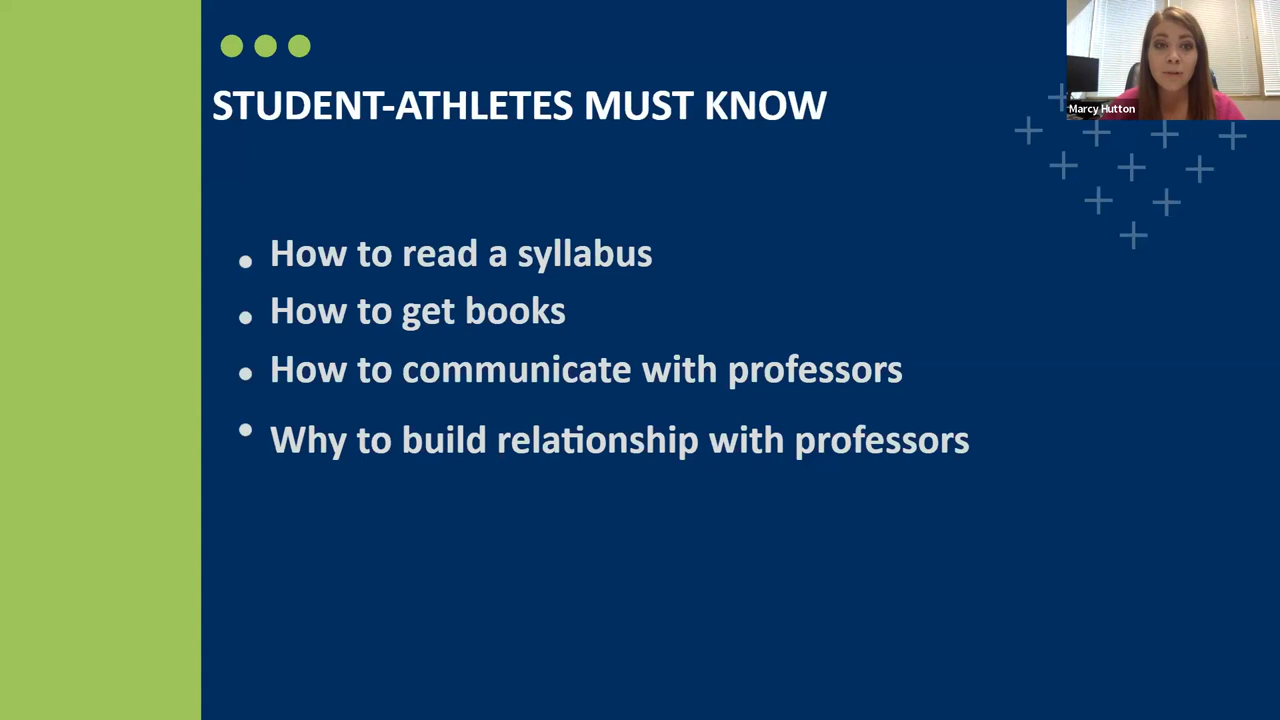 STUDENT-ATHLETES MUST KNOW
Marcy Hutton
• How to read a syllabus
• How to get books
• How to communicate with professors
• Why to build relationship with professors